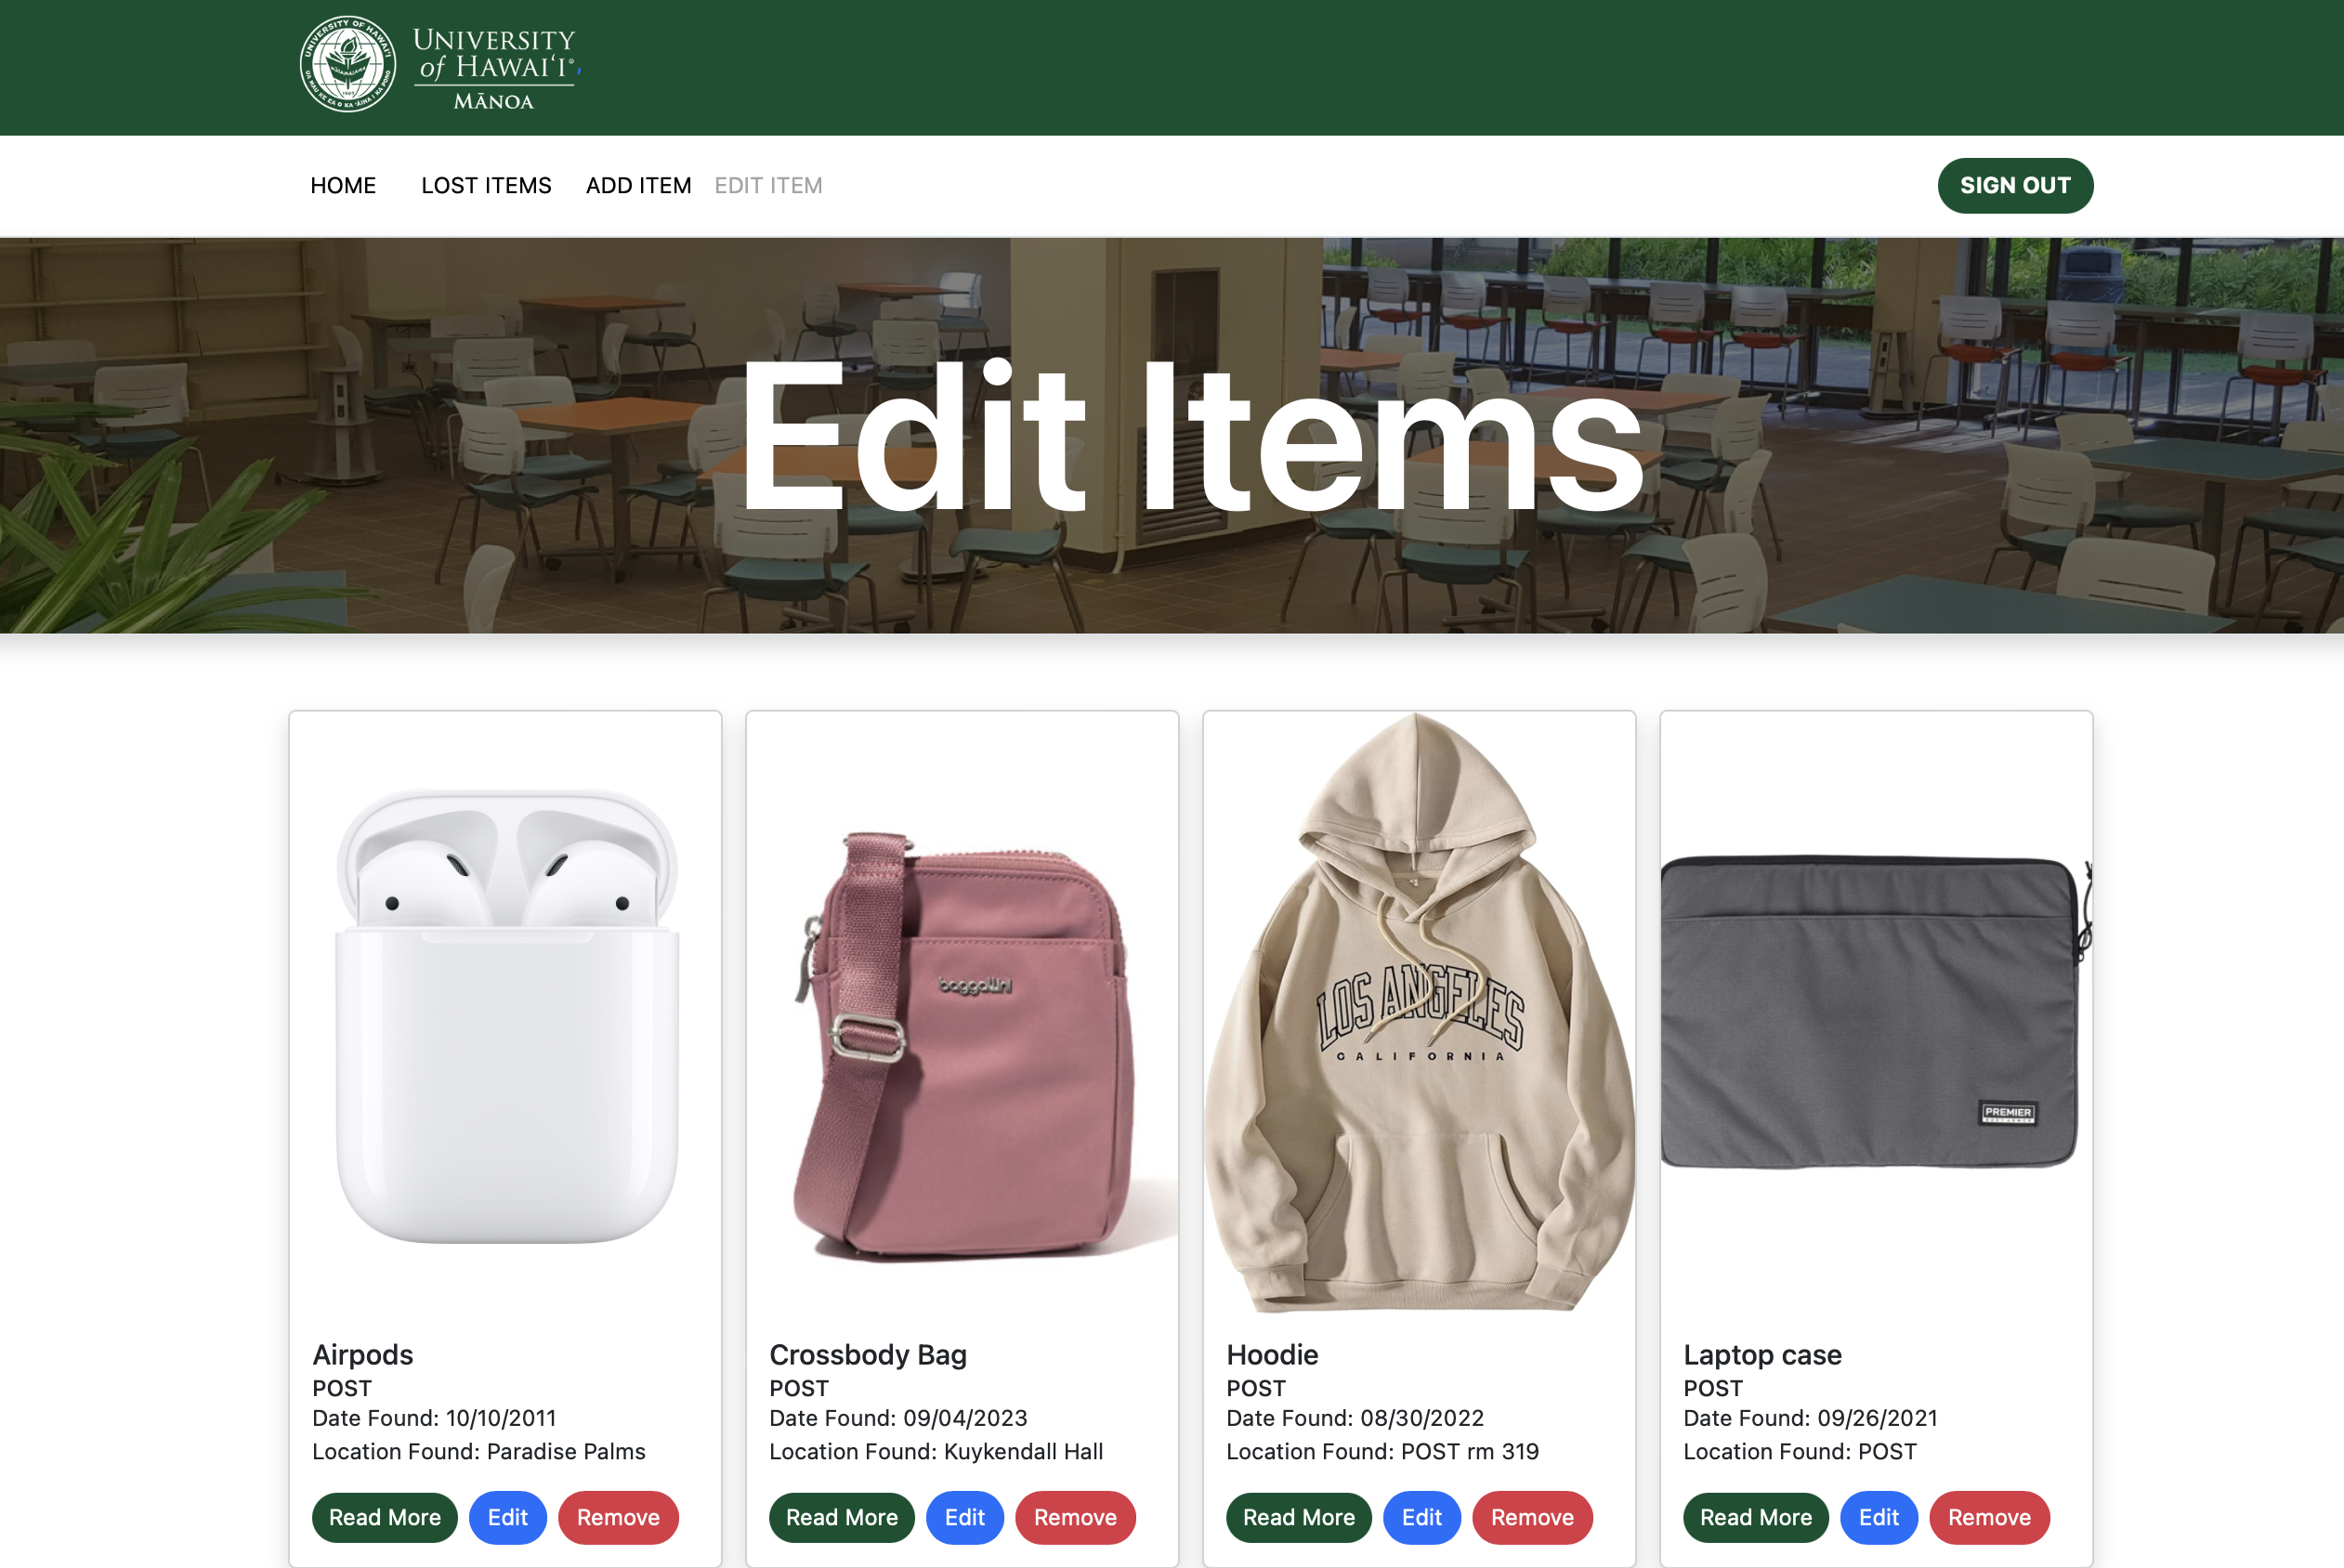 UNIVERSITY OF HAWAI'I
UNIVERSITY
of HAWAIʻI®
MĀNOA
1907
HOME LOST ITEMS ADD ITEM EDIT ITEM SIGN OUT
Edit Items
baggallini
LOS ANGELES
CALIFORNIA
PREMIER
Airpods
POST
Date Found: 10/10/2011
Location Found: Paradise Palms
Read More Edit Remove
Crossbody Bag
POST
Date Found: 09/04/2023
Location Found: Kuykendall Hall
Read More Edit Remove
Hoodie
POST
Date Found: 08/30/2022
Location Found: POST rm 319
Read More Edit Remove
Laptop case
POST
Date Found: 09/26/2021
Location Found: POST
Read More Edit Remove